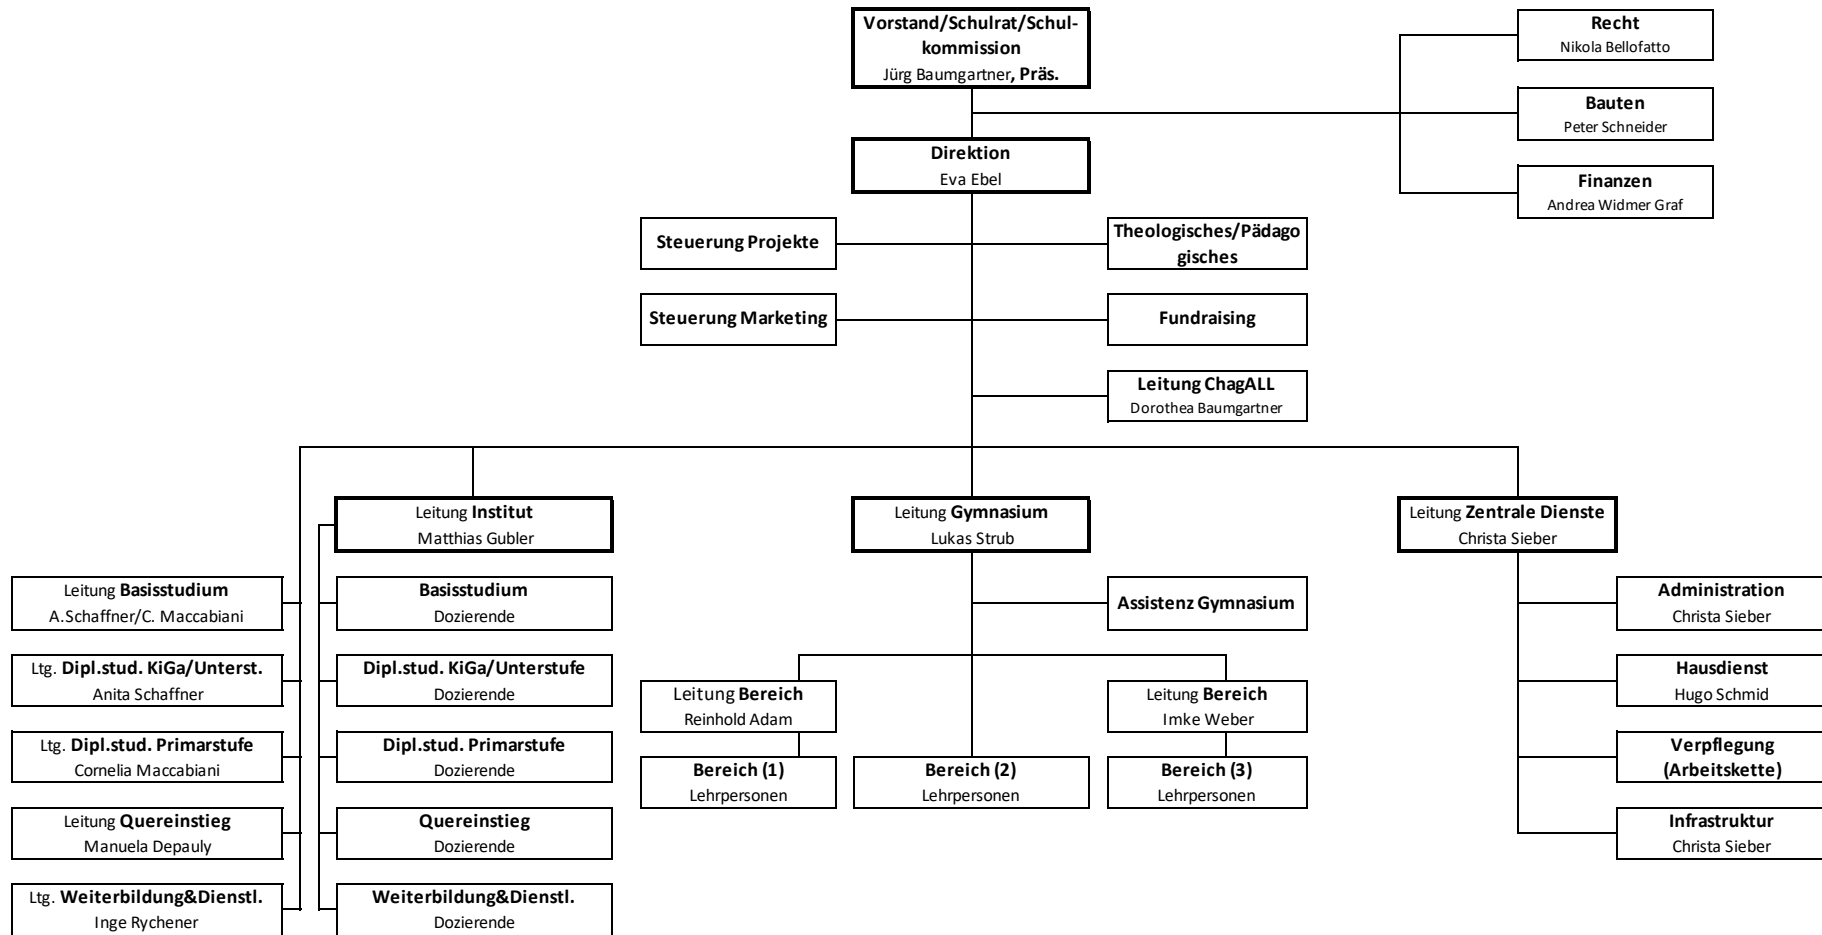 Vorstand/Schulrat/Schul-
kommission
Jürg Baumgartner, Präs.
Recht
Nikola Bellofatto
Bauten
Peter Schneider
Finanzen
Andrea Widmer Graf
Direktion
Eva Ebel
Steuerung Projekte
Theologisches/Pädago
gisches
Steuerung Marketing
Fundraising
Leitung ChagALL
Dorothea Baumgartner
Leitung Institut
Matthias Gubler
Leitung Gymnasium
Lukas Strub
Leitung Zentrale Dienste
Christa Sieber
Leitung Basisstudium
A.Schaffner/C. Maccabiani
Ltg. Dipl.stud. KiGa/Unterst.
Anita Schaffner
Ltg. Dipl.stud. Primarstufe
Cornelia Maccabiani
Leitung Quereinstieg
Manuela Depauly
Ltg. Weiterbildung&Dienstl.
Inge Rychener
Basisstudium
Dozierende
Dipl.stud. KiGa/Unterstufe
Dozierende
Dipl.stud. Primarstufe
Dozierende
Quereinstieg
Dozierende
Weiterbildung&Dienstl.
Dozierende
Assistenz Gymnasium
Leitung Bereich
Reinhold Adam
Leitung Bereich
Imke Weber
Bereich (1)
Lehrpersonen
Bereich (2)
Lehrpersonen
Bereich (3)
Lehrpersonen
Administration
Christa Sieber
Hausdienst
Hugo Schmid
Verpflegung
(Arbeitskette)
Infrastruktur
Christa Sieber